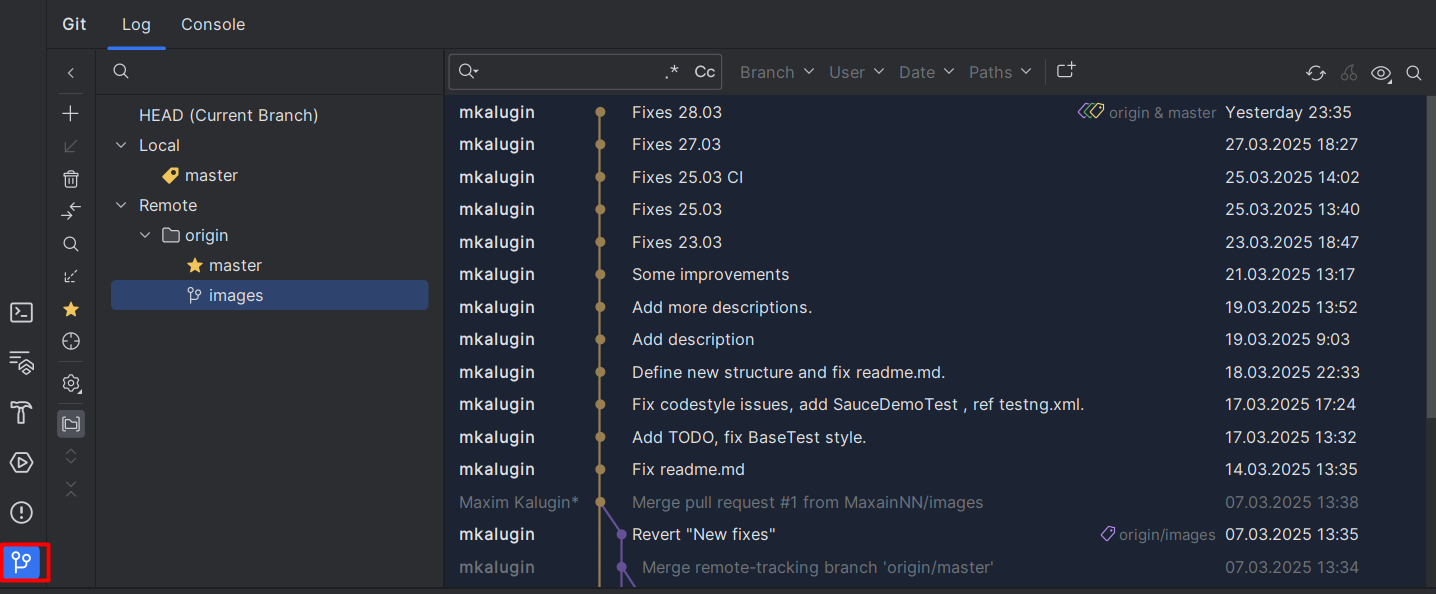 Git Log Console
.* Cc Branch User Date Paths
HEAD (Current Branch)
Local
master
Remote
origin
master
images
mkalugin Fixes 28.03 origin & master Yesterday 23:35
mkalugin Fixes 27.03 27.03.2025 18:27
mkalugin Fixes 25.03 CI 25.03.2025 14:02
mkalugin Fixes 25.03 25.03.2025 13:40
mkalugin Fixes 23.03 23.03.2025 18:47
mkalugin Some improvements 21.03.2025 13:17
mkalugin Add more descriptions. 19.03.2025 13:52
mkalugin Add description 19.03.2025 9:03
mkalugin Define new structure and fix readme.md. 18.03.2025 22:33
mkalugin Fix codestyle issues, add SauceDemoTest , ref testng.xml. 17.03.2025 17:24
mkalugin Add TODO, fix BaseTest style. 17.03.2025 13:32
mkalugin Fix readme.md 14.03.2025 13:35
Maxim Kalugin* Merge pull request #1 from MaxainNN/images 07.03.2025 13:38
mkalugin Revert "New fixes" origin/images 07.03.2025 13:35
mkalugin Merge remote-tracking branch 'origin/master' 07.03.2025 13:34